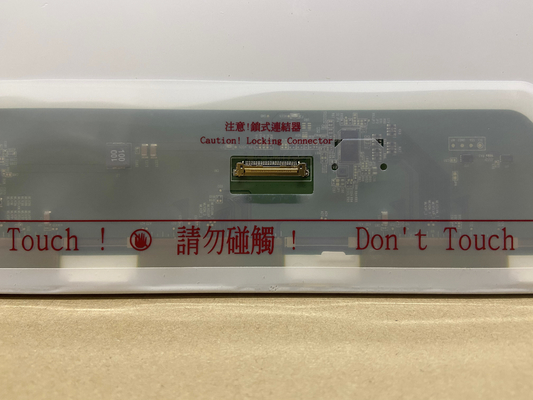 注意!鎖式連結器
Caution! Locking Connector
Touch ! 請勿碰觸 ! Don't Touch